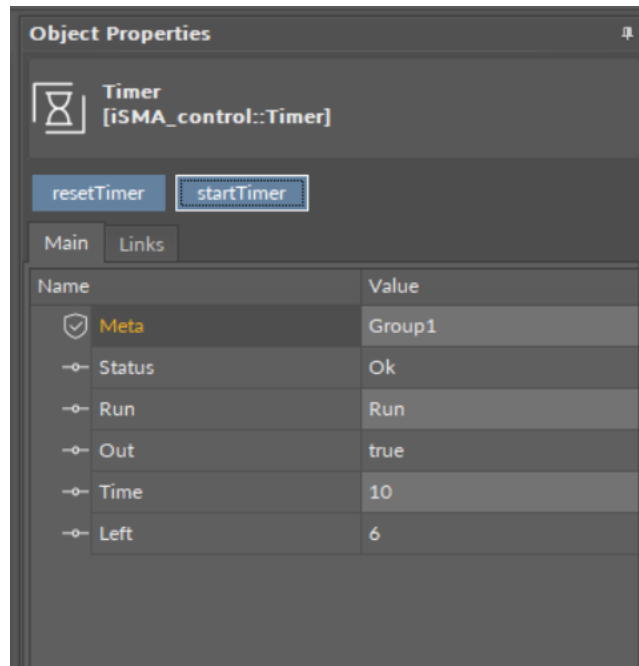 Object Properties
Timer
[iSMA_control::Timer]
resetTimer startTimer
Main Links
Name Value
Meta Group1
Status Ok
Run Run
Out true
Time 10
Left 6